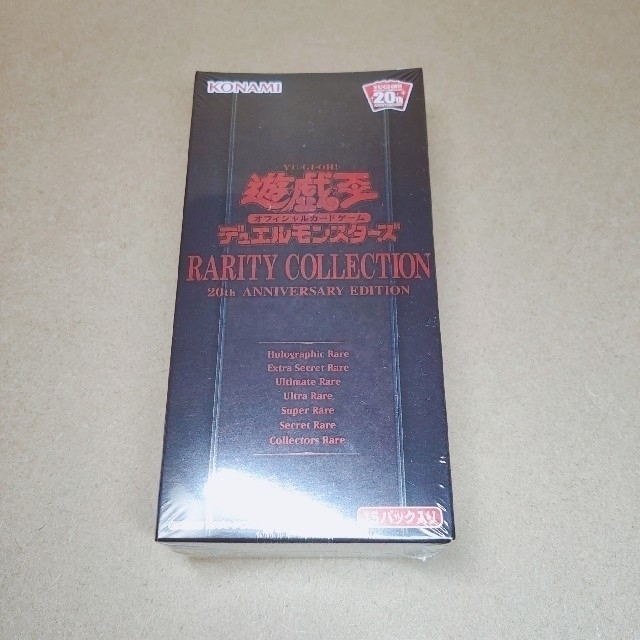 KONAMI
YU-GI-OH!
20th
YU-GI-OH!
遊戯王
オフィシャルカードゲーム
デュエルモンスターズ
RARITY COLLECTION
20th ANNIVERSARY EDITION
Holographic Rare
Extra Secret Rare
Ultimate Rare
Ultra Rare
Super Rare
Secret Rare
Collectors Rare
15パック入り